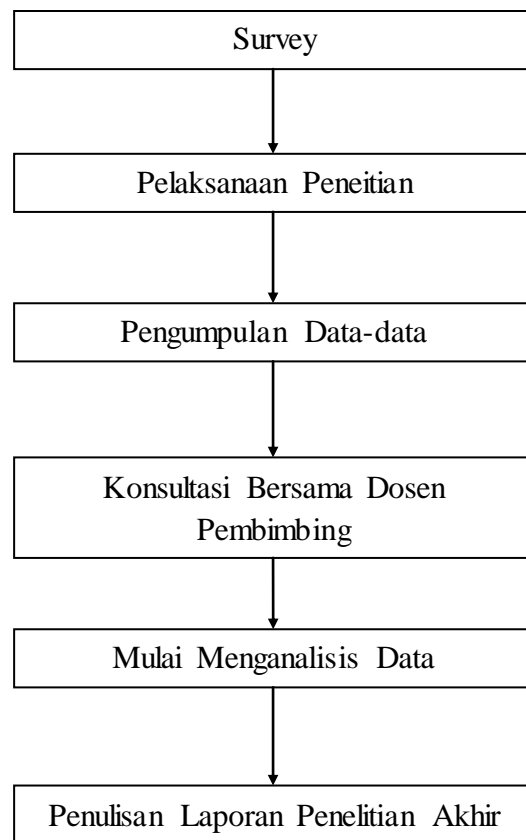 Survey
Pelaksanaan Peneitian
Pengumpulan Data-data
Konsultasi Bersama Dosen
Pembimbing
Mulai Menganalisis Data
Penulisan Laporan Penelitian Akhir